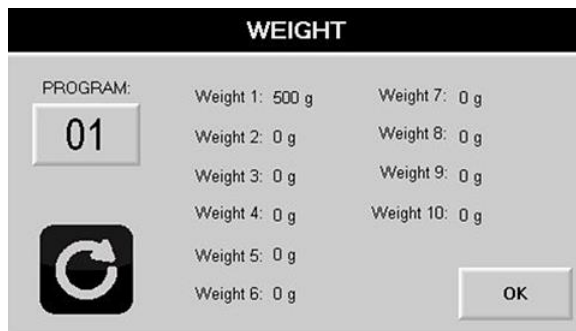 WEIGHT
PROGRAM:
01
Weight 1: 500 g
Weight 2: 0 g
Weight 3: 0 g
Weight 4: 0 g
Weight 5: 0 g
Weight 6: 0 g
Weight 7: 0 g
Weight 8: 0 g
Weight 9: 0 g
Weight 10: 0 g
OK